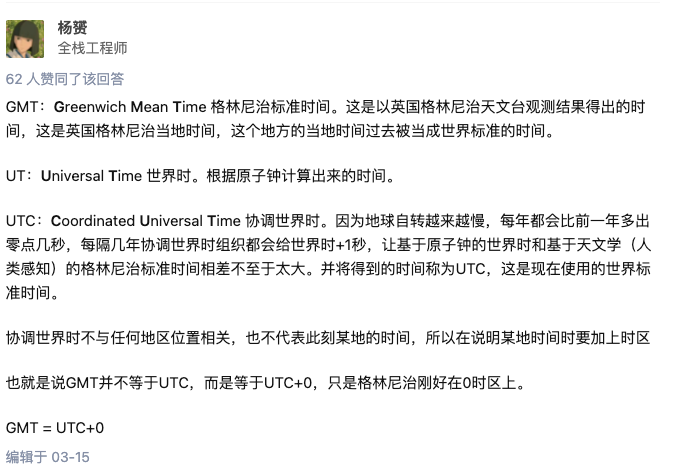 杨赟
全栈工程师
62 人赞同了该回答
GMT：Greenwich Mean Time 格林尼治标准时间。这是以英国格林尼治天文台观测结果得出的时
间，这是英国格林尼治当地时间，这个地方的当地时间过去被当成世界标准的时间。
UT：Universal Time 世界时。根据原子钟计算出来的时间。
UTC：Coordinated Universal Time 协调世界时。因为地球自转越来越慢，每年都会比前一年多出
零点几秒，每隔几年协调世界时组织都会给世界时+1秒，让基于原子钟的世界时和基于天文学（人
类感知）的格林尼治标准时间相差不至于太大。并将得到的时间称为UTC，这是现在使用的世界标
准时间。
协调世界时不与任何地区位置相关，也不代表此刻某地的时间，所以在说明某地时间时要加上时区
也就是说GMT并不等于UTC，而是等于UTC+0，只是格林尼治刚好在0时区上。
GMT = UTC+0
编辑于 03-15